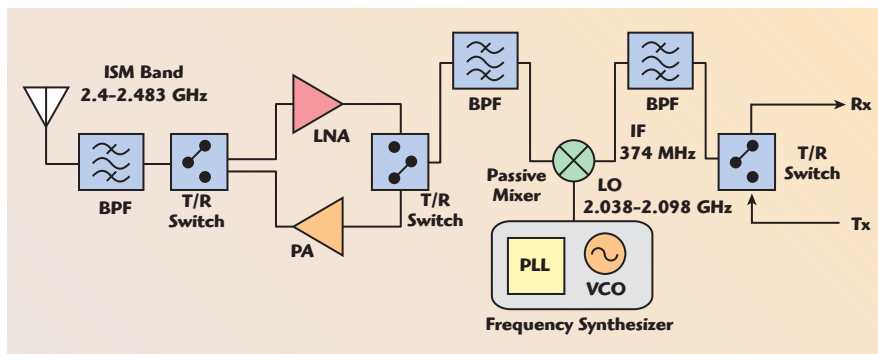 ISM Band
2.4–2.483 GHz
BPF
T/R
Switch
LNA
PA
T/R
Switch
BPF
Passive
Mixer
BPF
IF
374 MHz
LO
2.038–2.098 GHz
PLL
VCO
Frequency Synthesizer
T/R
Switch
Rx
Tx